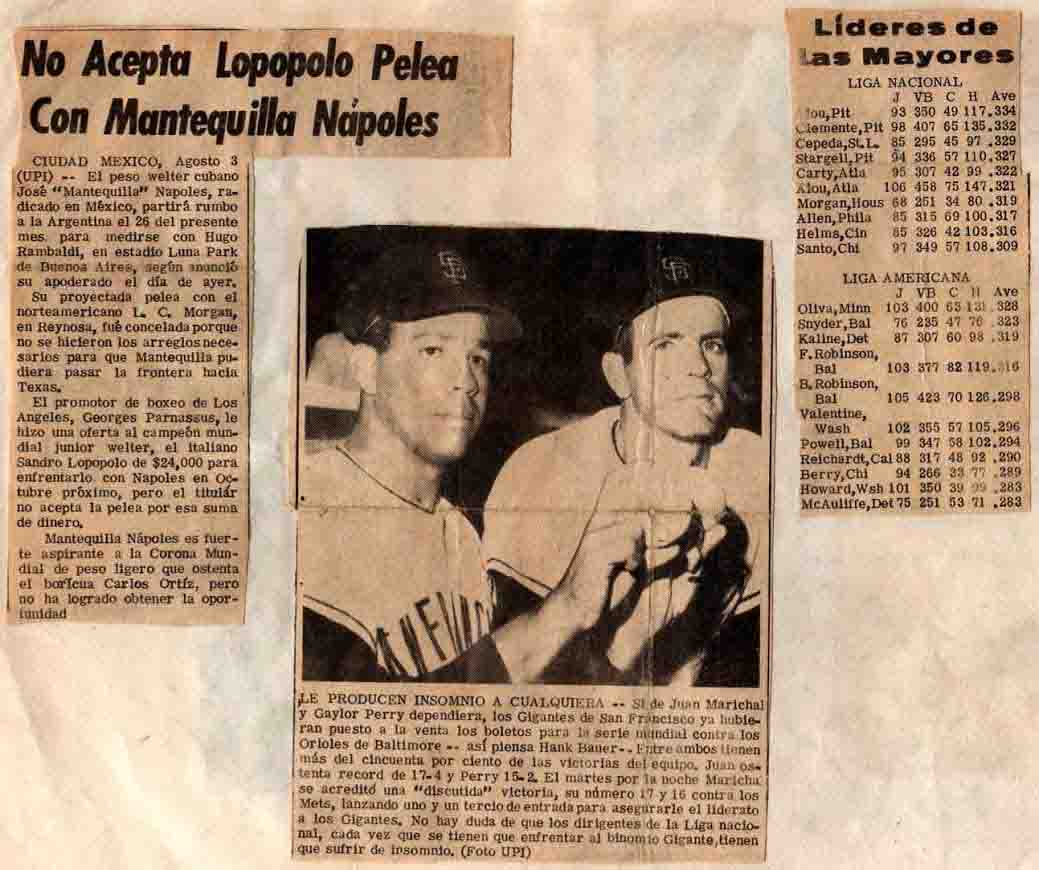 No Acepta Lopopolo Pelea
Con Mantequilla Nápoles
CIUDAD MEXICO, Agosto 3
(UPI) -- El peso welter cubano
José "Mantequilla" Napoles, ra-
dicado en México, partirá rumbo
a la Argentina el 26 del presente
mes para medirse con Hugo
Rambaldi, en estadio Luna Park
de Buenos Aires, según anunció
su apoderado el día de ayer.
Su proyectada pelea con el
norteamericano L. C. Morgan,
en Reynosa, fué concelada porque
no se hicieron los arreglos nece-
sarios para que Mantequilla pu-
diera pasar la frontera hacia
Texas.
El promotor de boxeo de Los
Angeles, Georges Parnassus, le
hizo una oferta al campeón mun-
dial junior welter, el italiano
Sandro Lopopolo de $24,000 para
enfrentarlo con Napoles en Oc-
tubre próximo, pero el titular
no acepta la pelea por esa suma
de dinero.
Mantequilla Nápoles es fuer-
te aspirante a la Corona Mun-
dial de peso ligero que ostenta
el boricua Carlos Ortíz, pero
no ha logrado obtener la opor-
tunidad
SF
SF
LE PRODUCEN INSOMNIO A CUALQUIERA -- Si de Juan Marichal
y Gaylor Perry dependiera, los Gigantes de San Francisco ya hubie-
ran puesto a la venta los boletos para la serie mundial contra los
Orioles de Baltimore -- así piensa Hank Bauer-- Entre ambos tienen
más del cincuenta por ciento de las victorias del equipo. Juan os-
tenta record de 17-4 y Perry 15-2. El martes por la noche Maricha
se acreditó una "discutida" victoria, su número 17 y 16 contra los
Mets, lanzando uno y un tercio de entrada para asegurarle el liderato
a los Gigantes. No hay duda de que los dirigentes de la Liga nacio-
nal, cada vez que se tienen que enfrentar al binomio Gigante, tienen
que sufrir de insomnio. (Foto UPI)
Líderes de
Las Mayores
LIGA NACIONAL
J VB C H Ave
Alou,Pit 93 350 49 117 .334
Clemente,Pit 98 407 65 135 .332
Cepeda,St.L. 85 295 45 97 .329
Stargell,Pit 94 336 57 110 .327
Carty,Atla 95 307 42 99 .322
Alou,Atla 106 458 75 147 .321
Morgan,Hous 68 251 34 80 .319
Allen,Phila 85 315 69 100 .317
Helms,Cin 85 326 42 103 .316
Santo,Chi 97 349 57 108 .309
LIGA AMERICANA
J VB C H Ave
Oliva,Minn 103 400 65 131 .328
Snyder,Bal 76 235 47 76 .323
Kaline,Det 87 307 60 98 .319
F. Robinson,
Bal 103 377 82 119 .316
B. Robinson,
Bal 105 423 70 126 .298
Valentine,
Wash 102 355 57 105 .296
Powell,Bal 99 347 58 102 .294
Reichardt,Cal 88 317 48 92 .290
Berry,Chi 94 266 33 77 .289
Howard,Wsh 101 350 39 99 .283
McAuliffe,Det 75 251 53 71 .283